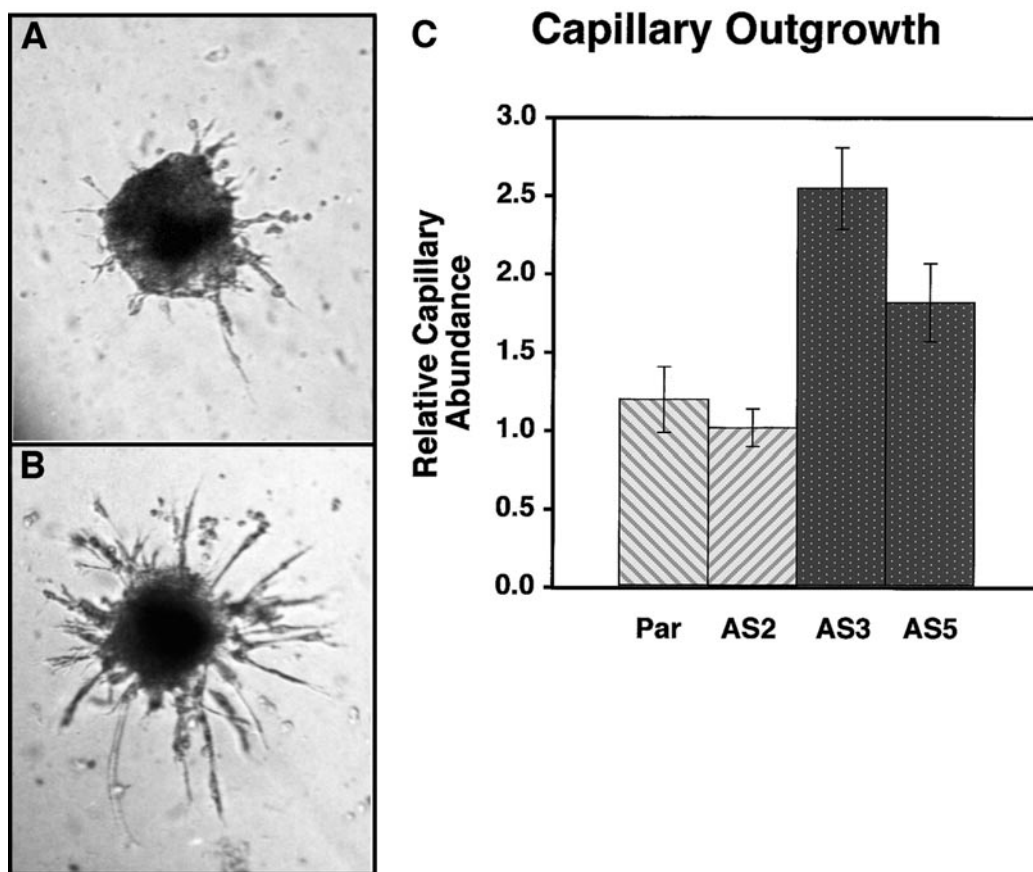 A
B
C
Capillary Outgrowth
Relative Capillary
Abundance
3.0
2.5
2.0
1.5
1.0
0.5
0.0
Par AS2 AS3 AS5